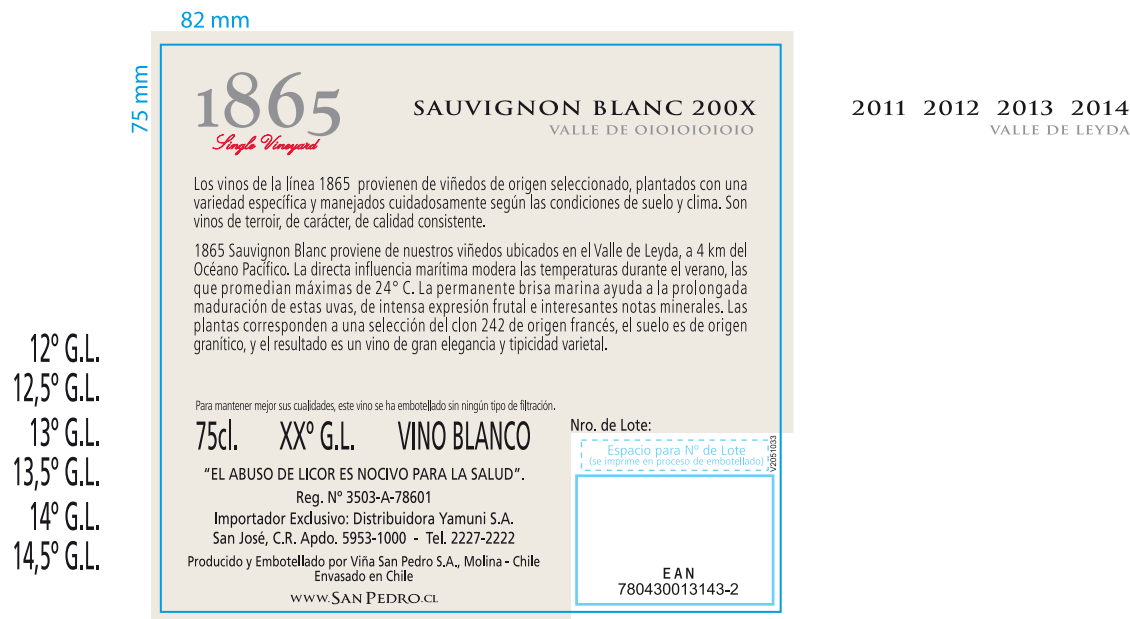 82 mm
75 mm
1865
Single Vineyard
SAUVIGNON BLANC 200X
VALLE DE OIOIOIOIOIO
2011 2012 2013 2014
VALLE DE LEYDA
Los vinos de la línea 1865 provienen de viñedos de origen seleccionado, plantados con una
variedad específica y manejados cuidadosamente según las condiciones de suelo y clima. Son
vinos de terroir, de carácter, de calidad consistente.
1865 Sauvignon Blanc proviene de nuestros viñedos ubicados en el Valle de Leyda, a 4 km del
Océano Pacífico. La directa influencia marítima modera las temperaturas durante el verano, las
que promedian máximas de 24° C. La permanente brisa marina ayuda a la prolongada
maduración de estas uvas, de intensa expresión frutal e interesantes notas minerales. Las
plantas corresponden a una selección del clon 242 de origen francés, el suelo es de origen
granítico, y el resultado es un vino de gran elegancia y tipicidad varietal.
12º G.L.
12,5º G.L.
13º G.L.
13,5º G.L.
14º G.L.
14,5º G.L.
Para mantener mejor sus cualidades, este vino se ha embotellado sin ningún tipo de filtración.
75cl. XXº G.L. VINO BLANCO
"EL ABUSO DE LICOR ES NOCIVO PARA LA SALUD".
Reg. Nº 3503-A-78601
Importador Exclusivo: Distribuidora Yamuni S.A.
San José, C.R. Apdo. 5953-1000 - Tel. 2227-2222
Producido y Embotellado por Viña San Pedro S.A., Molina - Chile
Envasado en Chile
WWW.SAN PEDRO.CL
Nro. de Lote:
Espacio para Nº de Lote
(se imprime en proceso de embotellado)
V2051033
EAN
780430013143-2